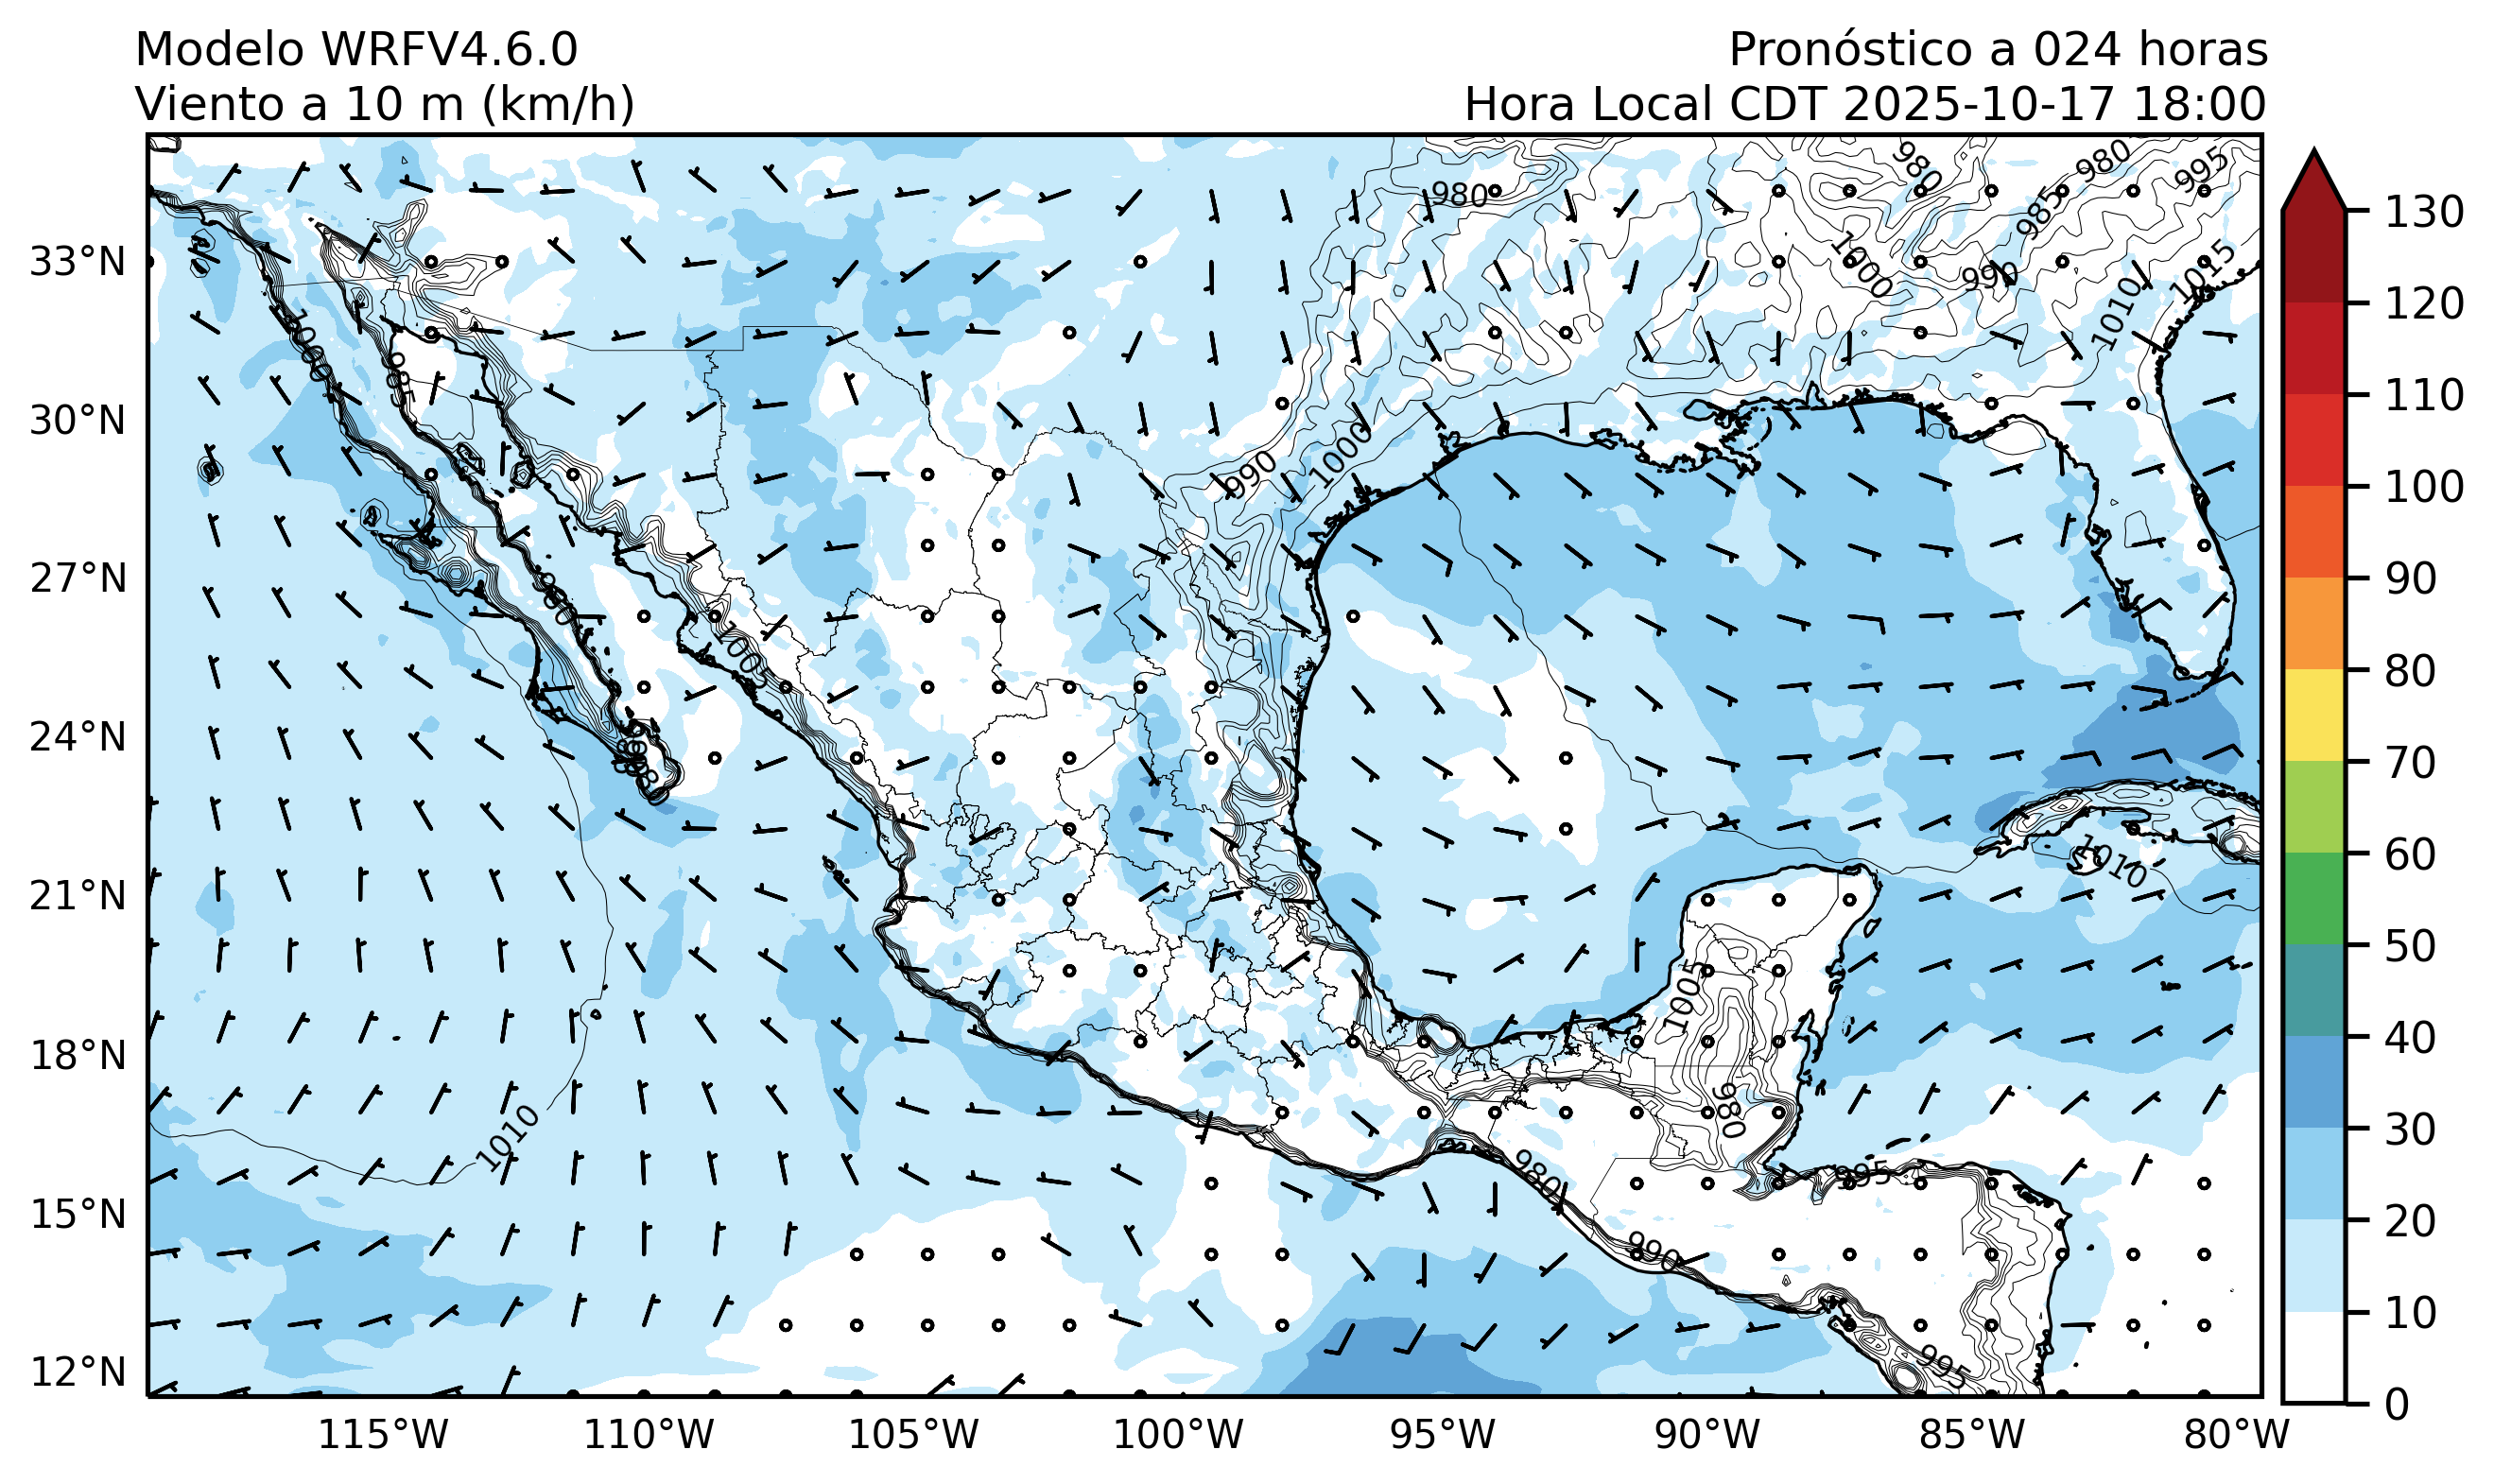 Modelo WRFV4.6.0
Pronóstico a 024 horas
Viento a 10 m (km/h)
Hora Local CDT 2025-10-17 18:00
980
980
980
995
985
1000
990
1015
1010
1000
985
990
1000
1005
1010
1005
980
1010
980
995
990
995
33°N
30°N
27°N
24°N
21°N
18°N
15°N
12°N
115°W
110°W
105°W
100°W
95°W
90°W
85°W
80°W
130
120
110
100
90
80
70
60
50
40
30
20
10
0